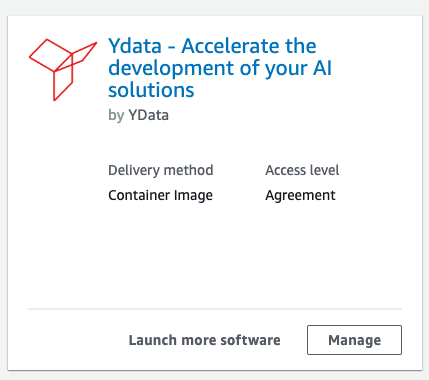 Ydata - Accelerate the
development of your AI
solutions
by YData
Delivery method
Access level
Container Image
Agreement
Launch more software
Manage